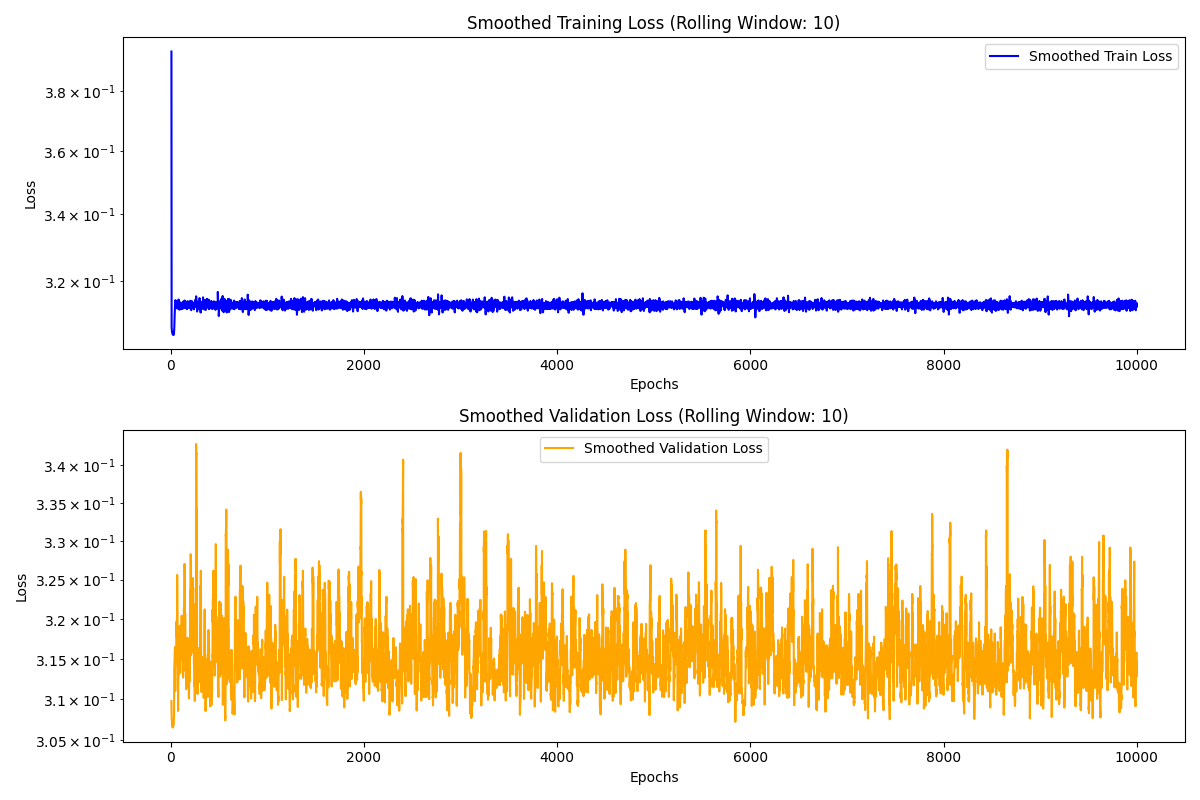 Smoothed Training Loss (Rolling Window: 10)
Smoothed Train Loss
3.8 × 10⁻¹
3.6 × 10⁻¹
3.4 × 10⁻¹
3.2 × 10⁻¹
Loss
0 2000 4000 6000 8000 10000
Epochs
Smoothed Validation Loss (Rolling Window: 10)
Smoothed Validation Loss
3.4 × 10⁻¹
3.35 × 10⁻¹
3.3 × 10⁻¹
3.25 × 10⁻¹
3.2 × 10⁻¹
3.15 × 10⁻¹
3.1 × 10⁻¹
3.05 × 10⁻¹
Loss
0 2000 4000 6000 8000 10000
Epochs